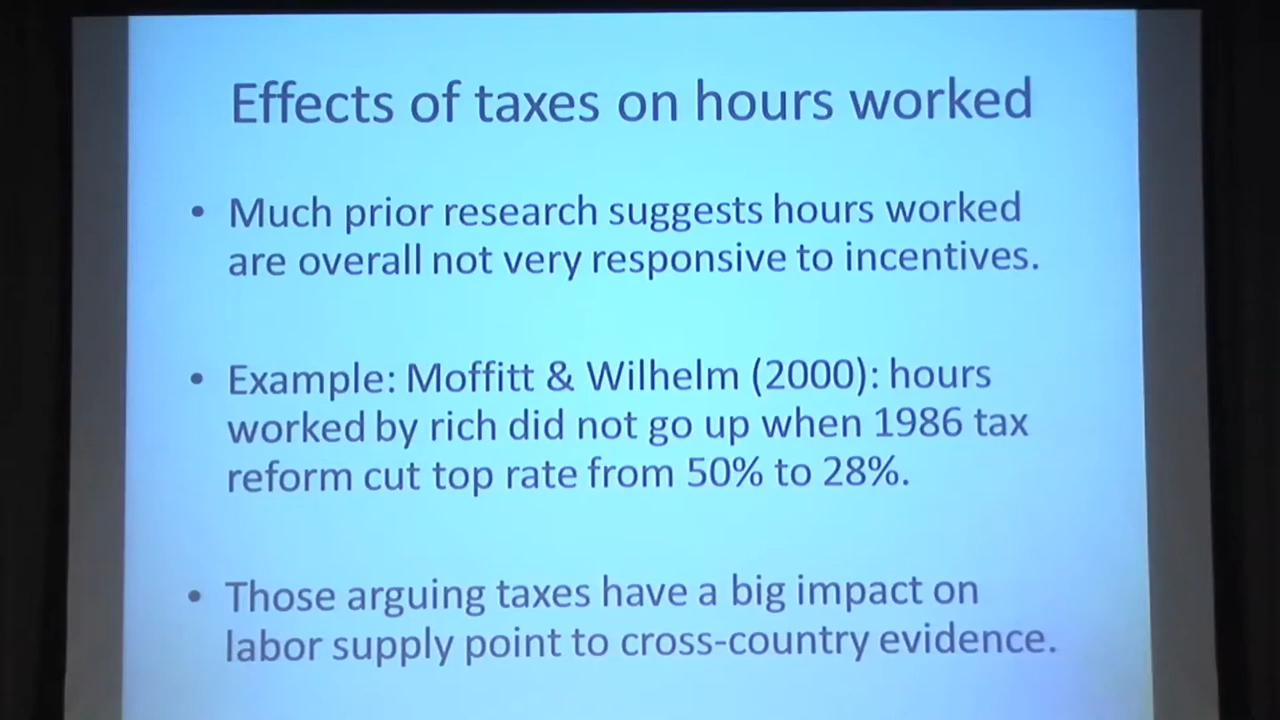 Effects of taxes on hours worked
• Much prior research suggests hours worked
are overall not very responsive to incentives.
• Example: Moffitt & Wilhelm (2000): hours
worked by rich did not go up when 1986 tax
reform cut top rate from 50% to 28%.
• Those arguing taxes have a big impact on
labor supply point to cross-country evidence.